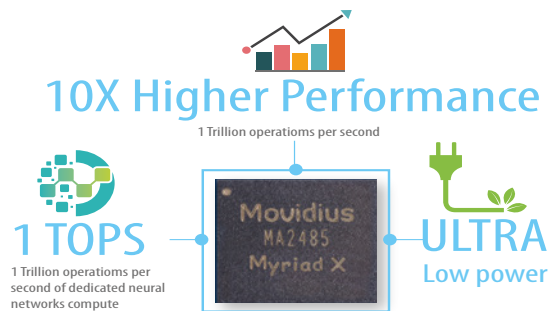 10X Higher Performance
1 Trillion operatioms per second
1 TOPS
1 Trillion operatioms per
second of dedicated neural
networks compute
Movidius
MA2485
Myriad X
ULTRA
Low power